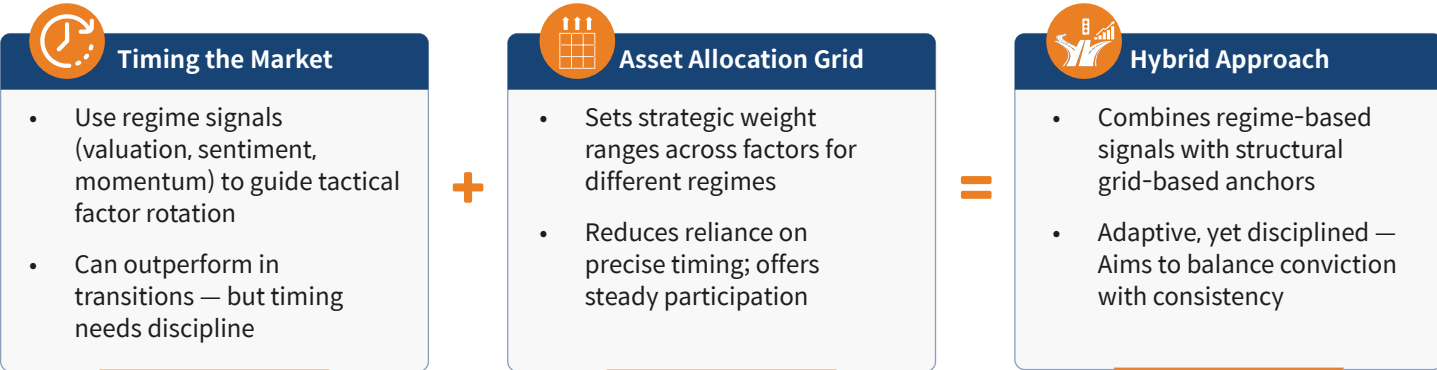 Timing the Market
• Use regime signals
(valuation, sentiment,
momentum) to guide tactical
factor rotation
• Can outperform in
transitions — but timing
needs discipline
+
Asset Allocation Grid
• Sets strategic weight
ranges across factors for
different regimes
• Reduces reliance on
precise timing; offers
steady participation
=
Hybrid Approach
• Combines regime-based
signals with structural
grid-based anchors
• Adaptive, yet disciplined —
Aims to balance conviction
with consistency